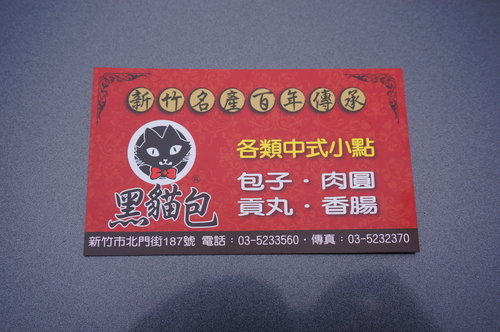 新竹名產百年傳承
各類中式小點
包子・肉圓
貢丸・香腸
黑貓包
®
新竹市北門街187號 電話：03-5233560・傳真：03-5232370